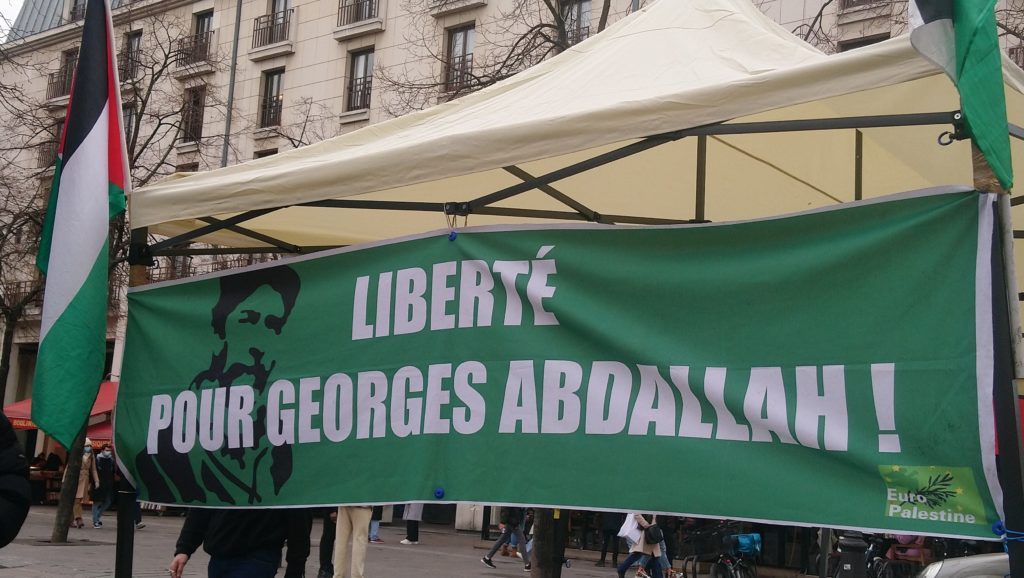 LIBERTÉ
POUR GEORGES ABDALLAH !
Euro
Palestine